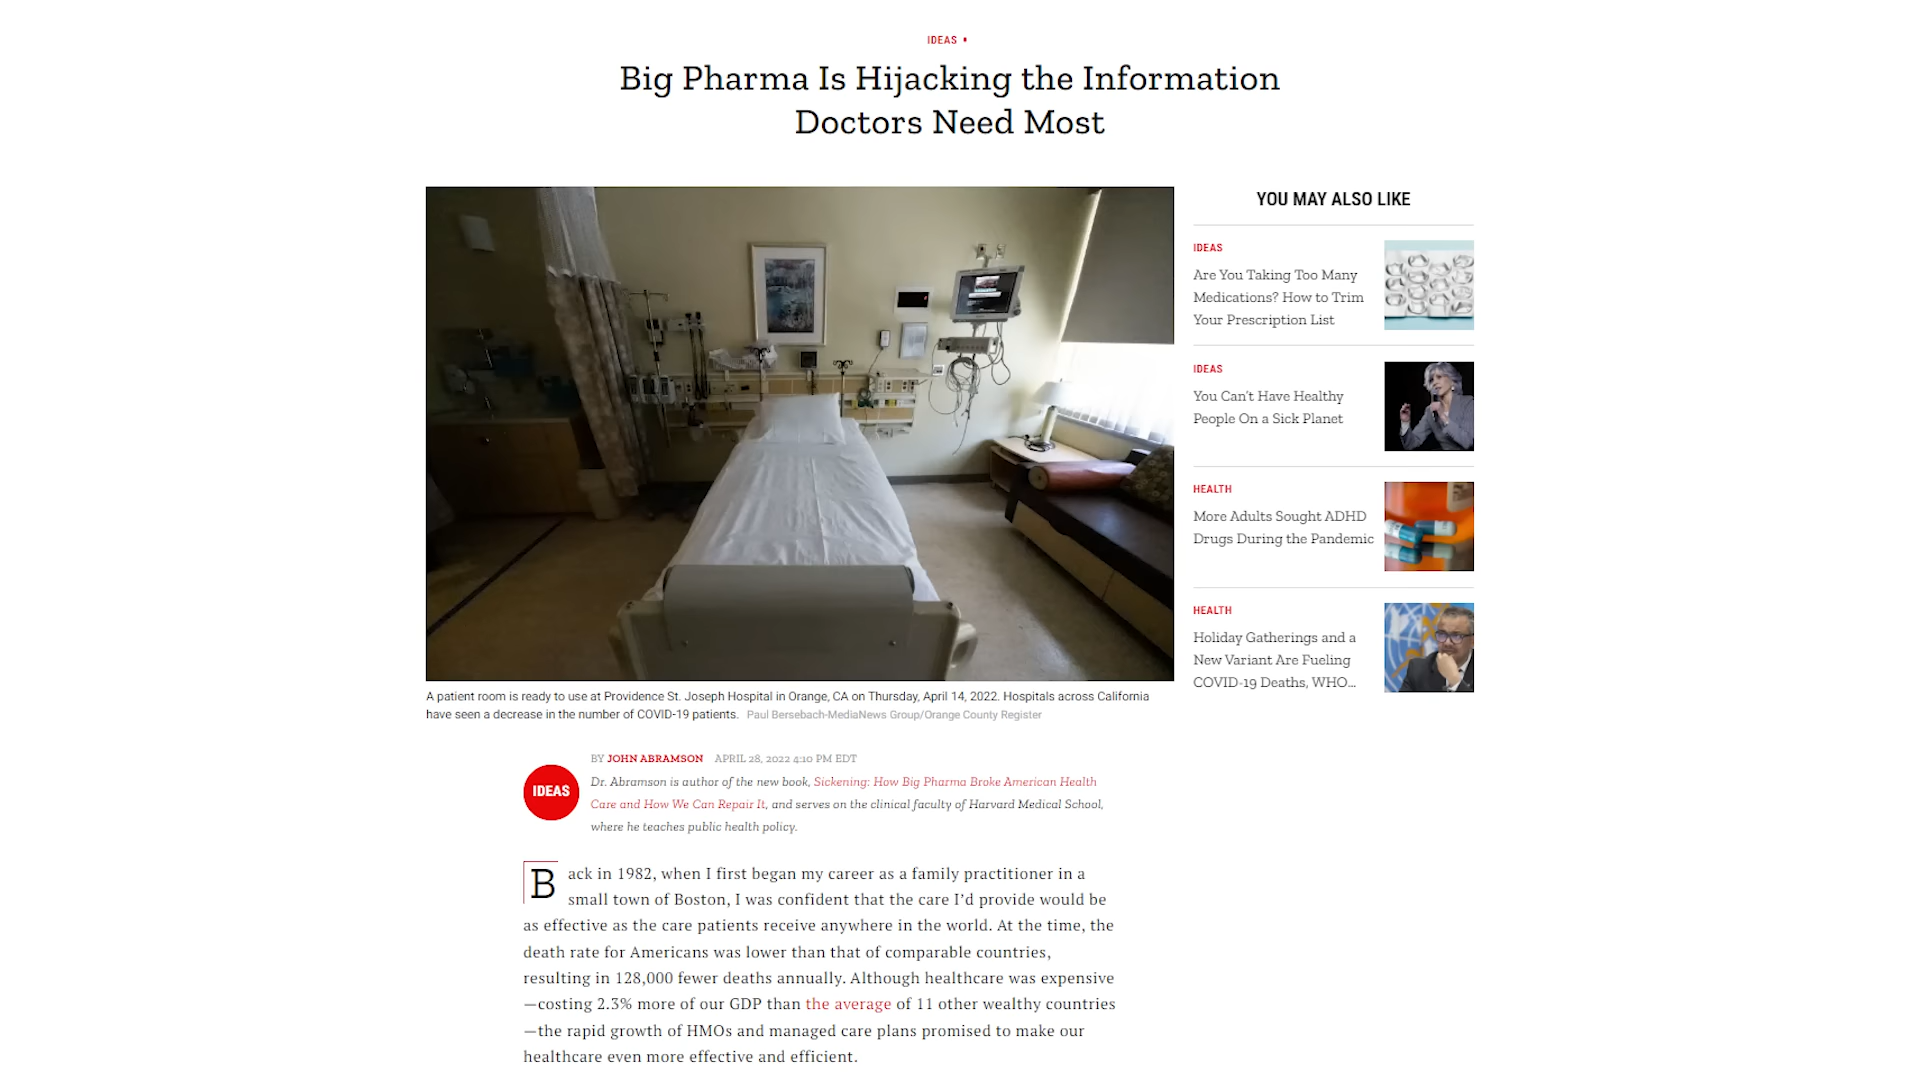 IDEAS
Big Pharma Is Hijacking the Information
Doctors Need Most
A patient room is ready to use at Providence St. Joseph Hospital in Orange, CA on Thursday, April 14, 2022. Hospitals across California
have seen a decrease in the number of COVID-19 patients. Paul Bersebach-MediaNews Group/Orange County Register
YOU MAY ALSO LIKE
IDEAS
Are You Taking Too Many
Medications? How to Trim
Your Prescription List
IDEAS
You Can't Have Healthy
People On a Sick Planet
HEALTH
More Adults Sought ADHD
Drugs During the Pandemic
HEALTH
Holiday Gatherings and a
New Variant Are Fueling
COVID-19 Deaths, WHO...
IDEAS
BY JOHN ABRAMSON APRIL 28, 2022 4:10 PM EDT
Dr. Abramson is author of the new book, Sickening: How Big Pharma Broke American Health
Care and How We Can Repair It, and serves on the clinical faculty of Harvard Medical School,
where he teaches public health policy.
Back in 1982, when I first began my career as a family practitioner in a
small town of Boston, I was confident that the care I'd provide would be
as effective as the care patients receive anywhere in the world. At the time, the
death rate for Americans was lower than that of comparable countries,
resulting in 128,000 fewer deaths annually. Although healthcare was expensive
—costing 2.3% more of our GDP than the average of 11 other wealthy countries
—the rapid growth of HMOs and managed care plans promised to make our
healthcare even more effective and efficient.